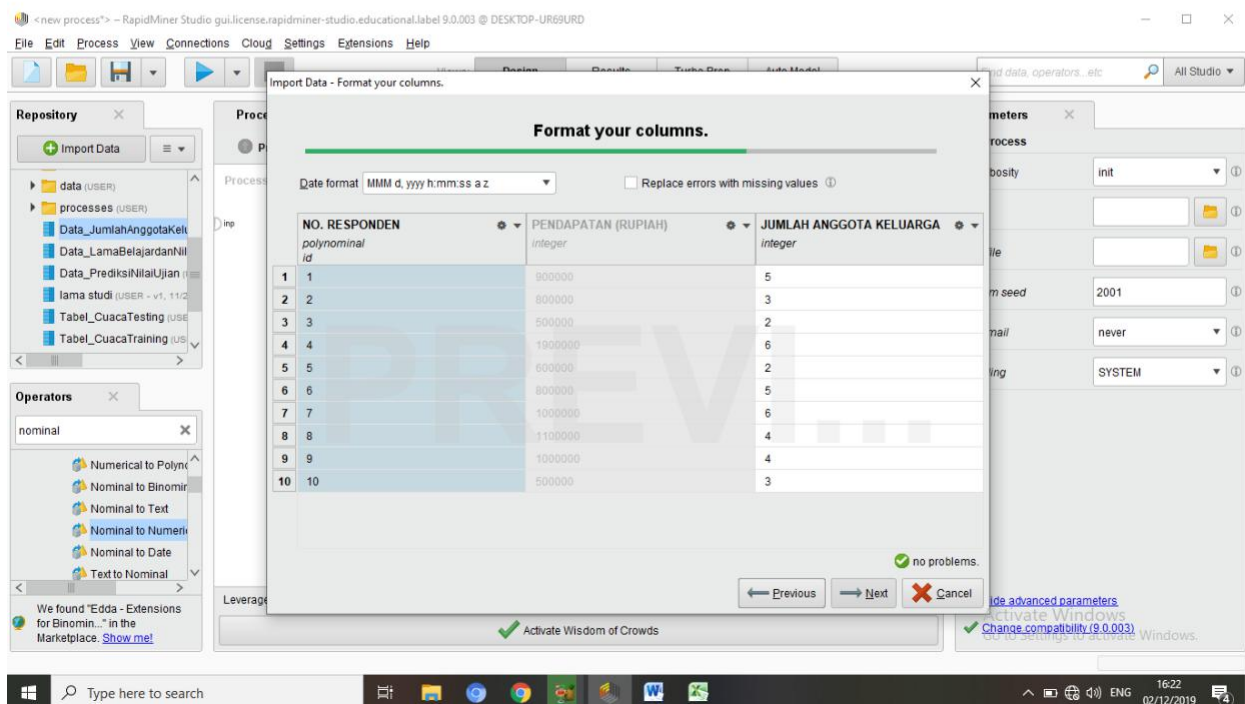 <new process*> – RapidMiner Studio gui.license.rapidminer-studio.educational.label 9.0.003 @ DESKTOP-UR69URD
File Edit Process View Connections Cloud Settings Extensions Help
Design Results Turbo Prep Auto Model
Find data, operators...etc All Studio
Import Data - Format your columns.
Format your columns.
Date format MMM d, yyyy h:mm:ss a z Replace errors with missing values
NO. RESPONDEN PENDAPATAN (RUPIAH) JUMLAH ANGGOTA KELUARGA
polynominal integer integer
id
1 1 900000 5
2 2 800000 3
3 3 500000 2
4 4 1900000 6
5 5 600000 2
6 6 800000 5
7 7 1000000 6
8 8 1100000 4
9 9 1000000 4
10 10 500000 3
PREVI...
no problems.
Previous Next Cancel
Repository
Import Data
data (USER)
processes (USER)
Data_JumlahAnggotaKelu
Data_LamaBelajardanNil
Data_PrediksiNilaiUjian
lama studi (USER - v1, 11/2
Tabel_CuacaTesting (USE
Tabel_CuacaTraining (US
Operators
nominal
Numerical to Polyno
Nominal to Binomin
Nominal to Text
Nominal to Numeri
Nominal to Date
Text to Nominal
We found "Edda - Extensions
for Binomin..." in the
Marketplace. Show me!
Proce
P
Process
inp
Leverage
Activate Wisdom of Crowds
meters
rocess
bosity init
file
m seed 2001
mail never
ing SYSTEM
ide advanced parameters
Change compatibility (9.0.003)
Activate Windows
Go to Settings to activate Windows.
Type here to search
ENG
16:22
02/12/2019
4